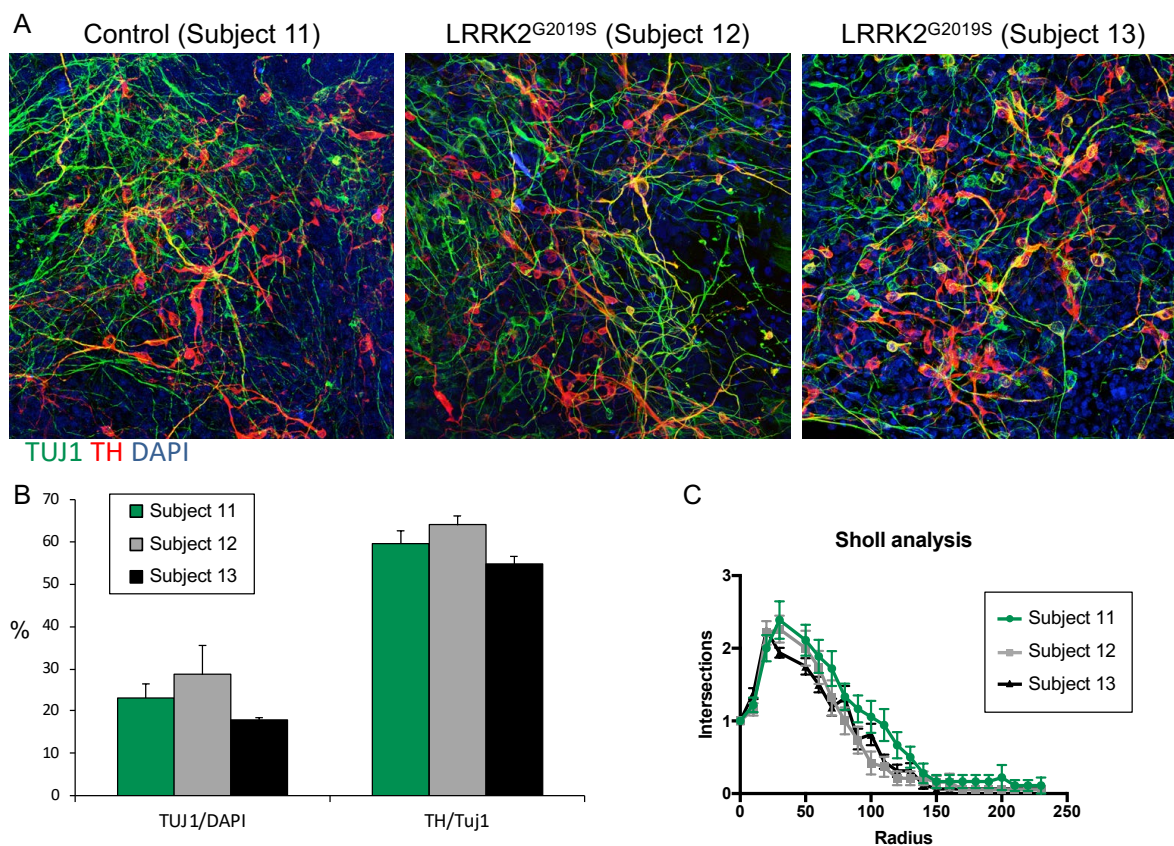 A
Control (Subject 11)
LRRK2G2019S (Subject 12)
LRRK2G2019S (Subject 13)
TUJ1 TH DAPI
B
70
60
50
40
30
20
10
0
%
Subject 11
Subject 12
Subject 13
TUJ1/DAPI
TH/Tuj1
C
Sholl analysis
3
2
1
0
Intersections
0 50 100 150 200 250
Radius
Subject 11
Subject 12
Subject 13